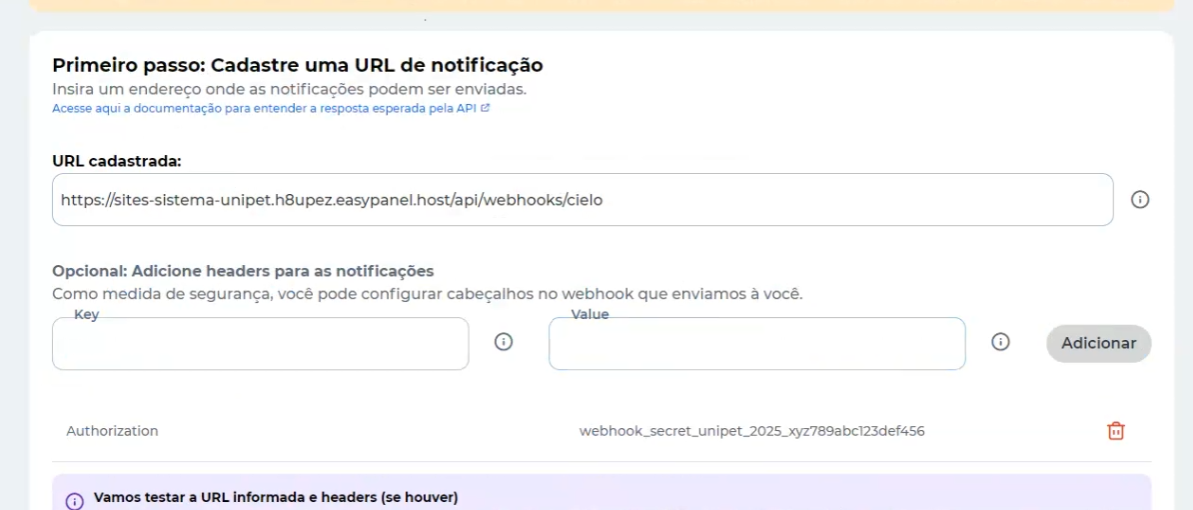 Primeiro passo: Cadastre uma URL de notificação
Insira um endereço onde as notificações podem ser enviadas.
Acesse aqui a documentação para entender a resposta esperada pela API
URL cadastrada:
https://sites-sistema-unipet.h8upez.easypanel.host/api/webhooks/cielo
Opcional: Adicione headers para as notificações
Como medida de segurança, você pode configurar cabeçalhos no webhook que enviamos à você.
Key
Value
Adicionar
Authorization
webhook_secret_unipet_2025_xyz789abc123def456
Vamos testar a URL informada e headers (se houver)